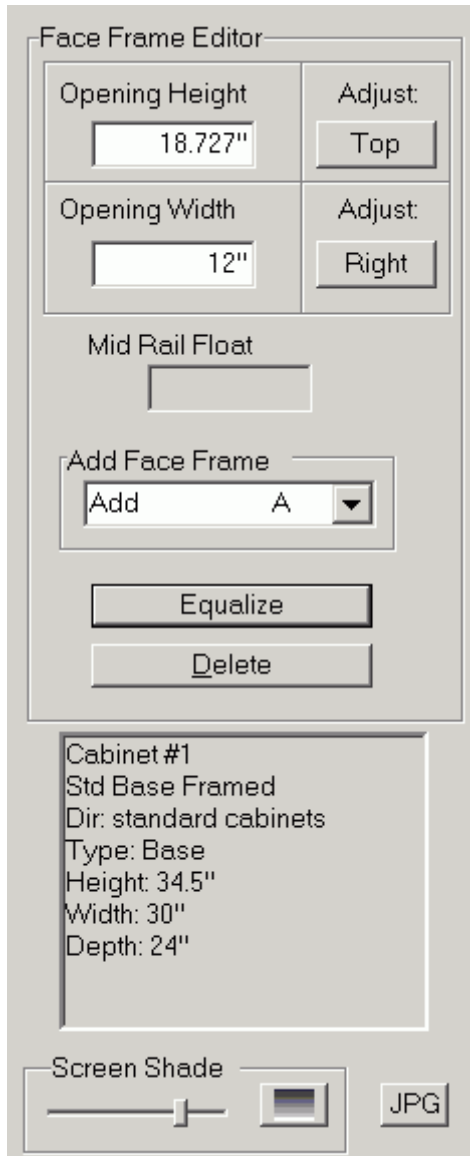 Face Frame Editor
Opening Height Adjust:
18.727" Top
Opening Width Adjust:
12" Right
Mid Rail Float
Add Face Frame
Add A
Equalize
Delete
Cabinet #1
Std Base Framed
Dir: standard cabinets
Type: Base
Height: 34.5"
Width: 30"
Depth: 24"
Screen Shade
JPG